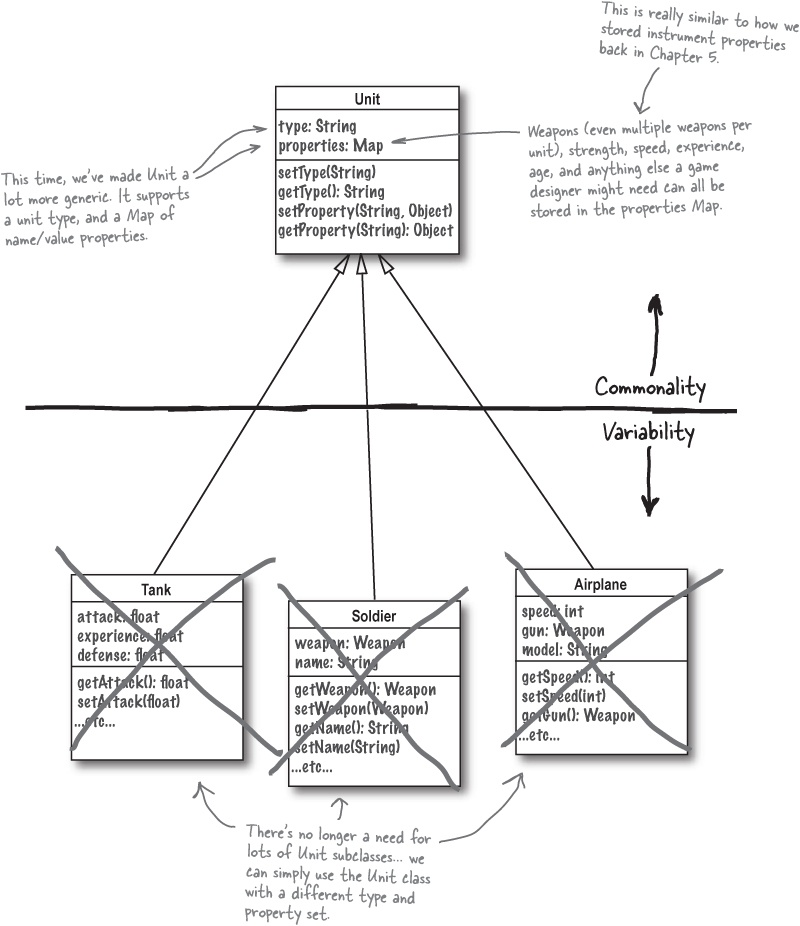 This is really similar to how we
stored instrument properties
back in Chapter 5.
Unit
type: String
properties: Map
setType(String)
getType(): String
setProperty(String, Object)
getProperty(String): Object
This time, we've made Unit a
lot more generic. It supports
a unit type, and a Map of
name/value properties.
Weapons (even multiple weapons per
unit), strength, speed, experience,
age, and anything else a game
designer might need can all be
stored in the properties Map.
Commonality
Variability
Tank
attack: float
experience: float
defense: float
getAttack(): float
setAttack(float)
...etc...
Soldier
weapon: Weapon
name: String
getWeapon(): Weapon
setWeapon(Weapon)
getName(): String
setName(String)
...etc...
Airplane
speed: int
gun: Weapon
model: String
getSpeed(): int
setSpeed(int)
getGun(): Weapon
...etc...
There's no longer a need for
lots of Unit subclasses... we
can simply use the Unit class
with a different type and
property set.